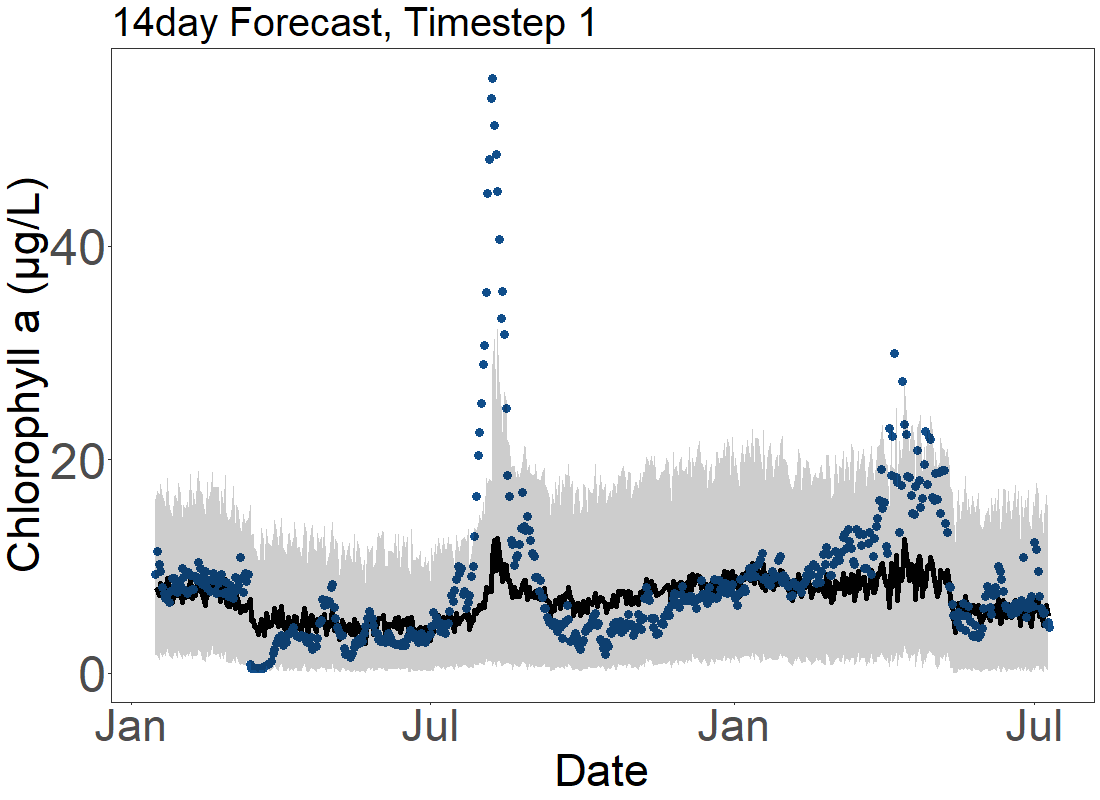 14day Forecast, Timestep 1
Chlorophyll a (µg/L)
40
20
0
Jan Jul Jan Jul
Date